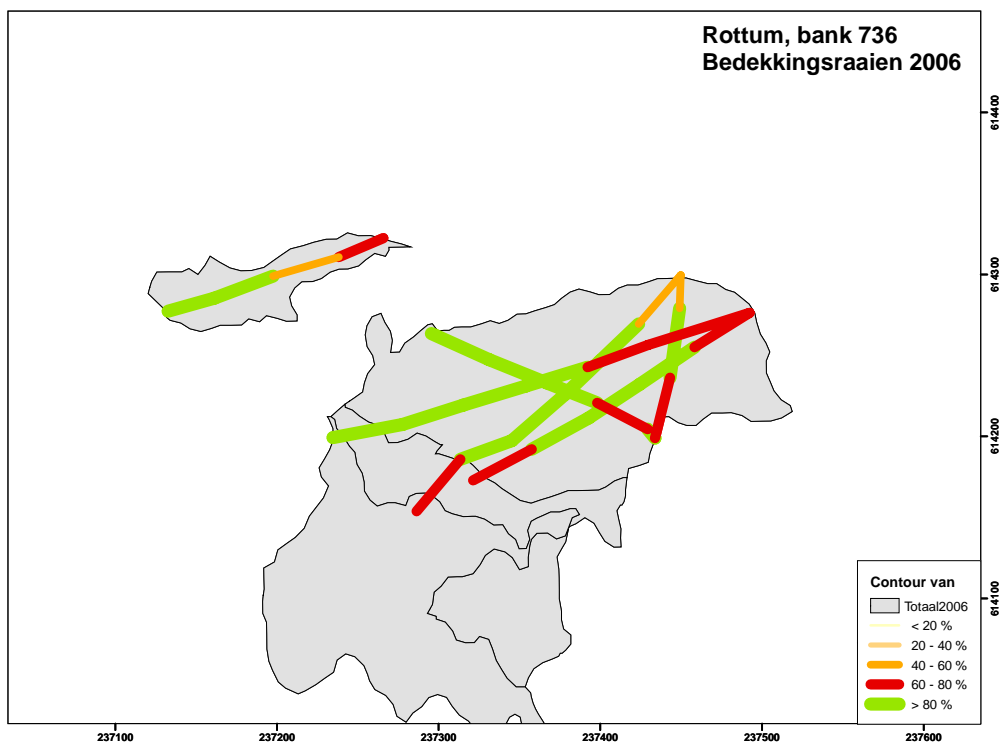 Rottum, bank 736
Bedekkingsraaien 2006
614400
614300
614200
614100
Contour van
Totaal2006
< 20 %
20 - 40 %
40 - 60 %
60 - 80 %
> 80 %
237100 237200 237300 237400 237500 237600